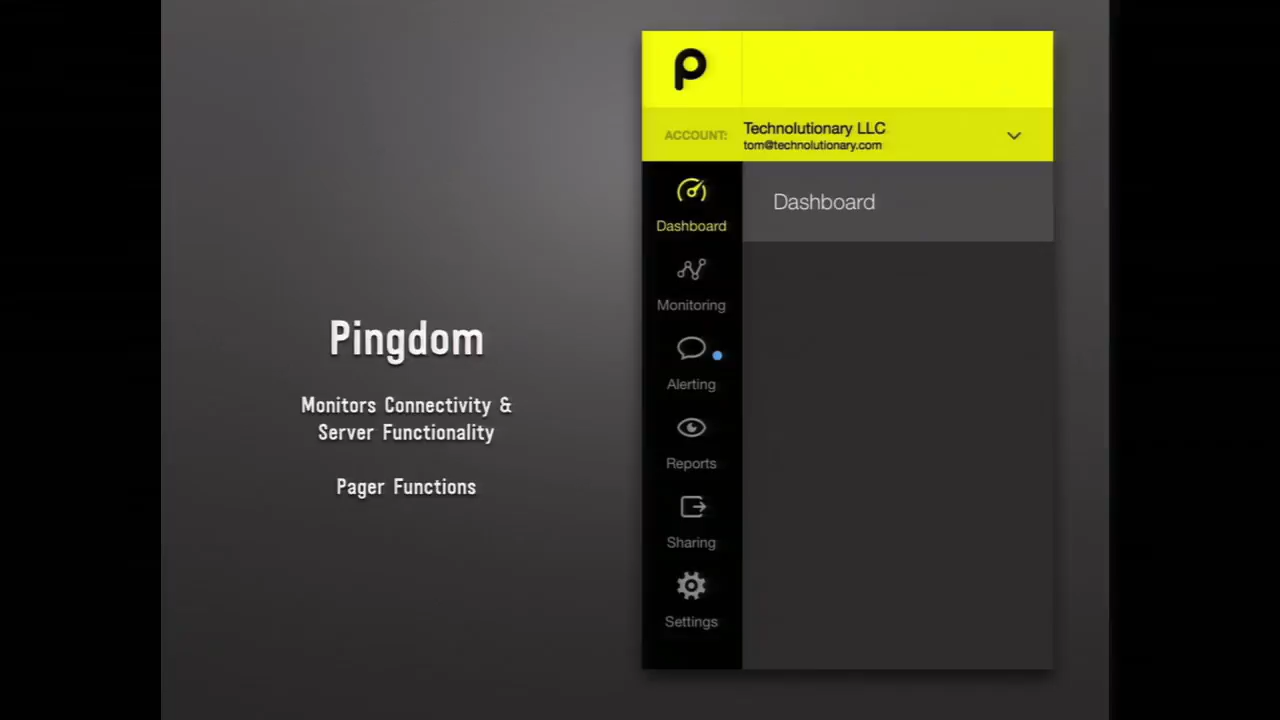 Pingdom
Monitors Connectivity &
Server Functionality
Pager Functions
ACCOUNT:
Technolutionary LLC
tom@technolutionary.com
Dashboard
Dashboard
Monitoring
Alerting
Reports
Sharing
Settings